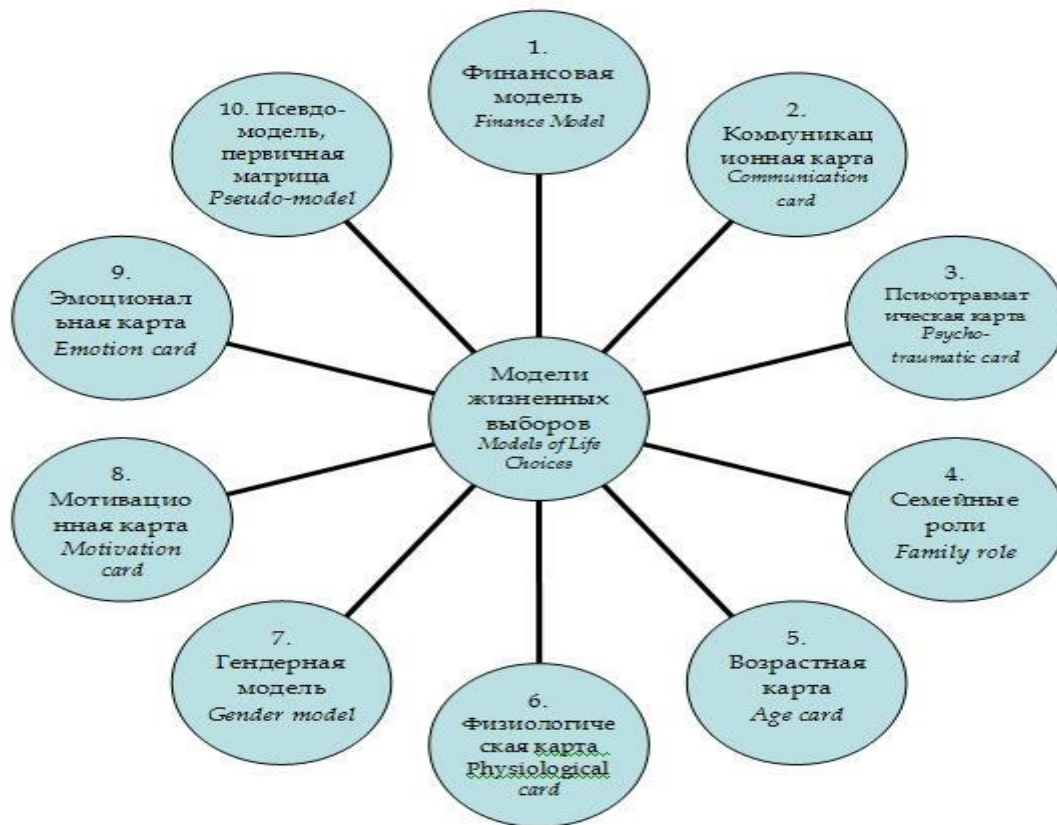 1.
Финансовая
модель
Finance Model
2.
Коммуникац
ионная карта
Communication
card
3.
Психотравмат
ическая карта
Psycho-
traumatic card
4.
Семейные
роли
Family role
5.
Возрастная
карта
Age card
6.
Физиологиче
ская карта
Physiological
card
7.
Гендерная
модель
Gender model
8.
Мотивацио
нная карта
Motivation
card
9.
Эмоционал
ьная карта
Emotion card
10. Псевдо-
модель,
первичная
матрица
Pseudo-model
Модели
жизненных
выборов
Models of Life
Choices